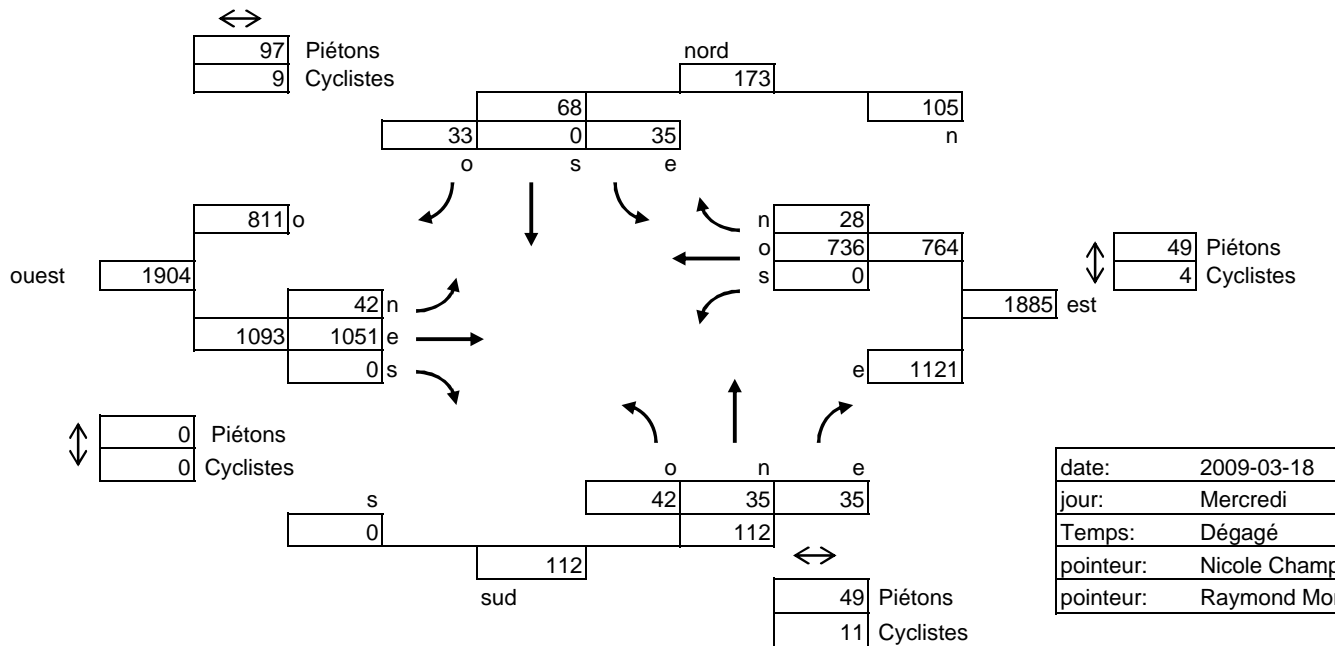 97 Piétons
9 Cyclistes
nord
173
68
105
33 0 35
n
o s e
811 o
n 28
o 736 764
s 0
49 Piétons
4 Cyclistes
ouest 1904
42 n
1093 1051 e
0 s
1885 est
e 1121
0 Piétons
0 Cyclistes
o n e
42 35 35
112
s
0
112
sud
49 Piétons
11 Cyclistes
date: 2009-03-18
jour: Mercredi
Temps: Dégagé
pointeur: Nicole Champ
pointeur: Raymond